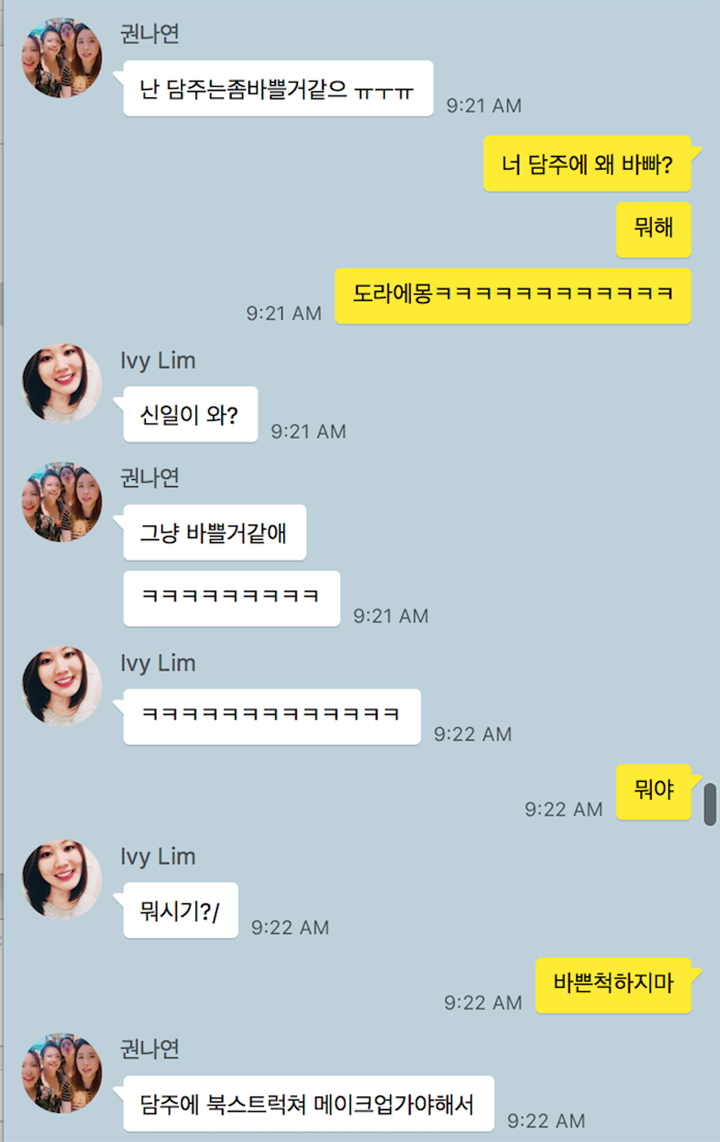 권나연
난 담주는좀바쁠거같으 ㅠㅜㅠ
9:21 AM
너 담주에 왜 바빠?
뭐해
도라에몽ㅋㅋㅋㅋㅋㅋㅋㅋㅋㅋㅋㅋ
9:21 AM
Ivy Lim
신일이 와?
9:21 AM
권나연
그냥 바쁠거같애
ㅋㅋㅋㅋㅋㅋㅋㅋㅋ
9:21 AM
Ivy Lim
ㅋㅋㅋㅋㅋㅋㅋㅋㅋㅋㅋㅋㅋ
9:22 AM
뭐야
9:22 AM
Ivy Lim
뭐시기?/
9:22 AM
바쁜척하지마
9:22 AM
권나연
담주에 북스트럭쳐 메이크업가야해서
9:22 AM